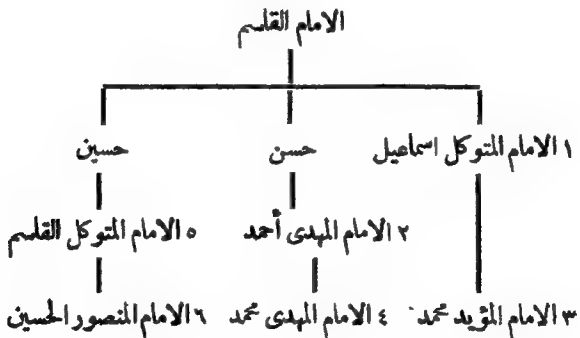 الامام القاسم
١ الامام المتوكل اسماعيل حسن حسين
٢ الامام المهدى أحمد ٥ الامام المتوكل القاسم
٣ الامام المؤيد محمد ٤ الامام المهدى محمد ٦ الامام المنصور الحسين